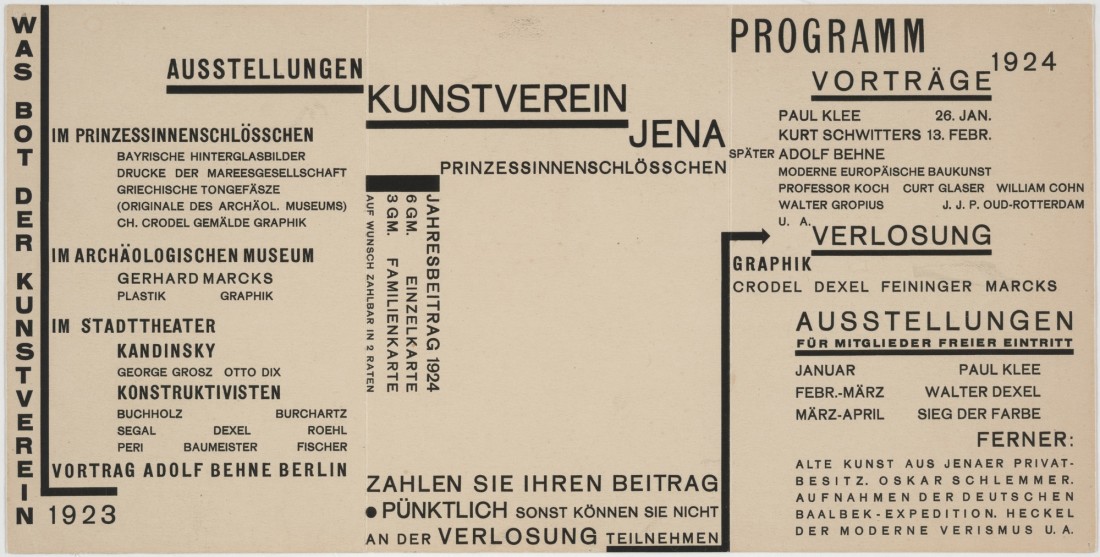 WAS BOT DER KUNSTVEREIN
1923
AUSSTELLUNGEN
IM PRINZESSINNENSCHLÖSSCHEN
BAYRISCHE HINTERGLASBILDER
DRUCKE DER MAREESGESELLSCHAFT
GRIECHISCHE TONGEFÄSZE
(ORIGINALE DES ARCHÄOL. MUSEUMS)
CH. CRODEL GEMÄLDE GRAPHIK
IM ARCHÄOLOGISCHEN MUSEUM
GERHARD MARCKS
PLASTIK GRAPHIK
IM STADTTHEATER
KANDINSKY
GEORGE GROSZ OTTO DIX
KONSTRUKTIVISTEN
BUCHHOLZ BURCHARTZ
SEGAL DEXEL ROEHL
PERI BAUMEISTER FISCHER
VORTRAG ADOLF BEHNE BERLIN
KUNSTVEREIN
JENA
PRINZESSINNENSCHLÖSSCHEN
JAHRESBEITRAG 1924
6 GM. EINZELKARTE
3 GM. FAMILIENKARTE
AUF WUNSCH ZAHLBAR IN 2 RATEN
ZAHLEN SIE IHREN BEITRAG
● PÜNKTLICH SONST KÖNNEN SIE NICHT
AN DER VERLOSUNG TEILNEHMEN
PROGRAMM
1924
VORTRÄGE
PAUL KLEE 26. JAN.
KURT SCHWITTERS 13. FEBR.
SPÄTER ADOLF BEHNE
MODERNE EUROPÄISCHE BAUKUNST
PROFESSOR KOCH CURT GLASER WILLIAM COHN
WALTER GROPIUS J. J. P. OUD-ROTTERDAM
U. A.
VERLOSUNG
GRAPHIK
CRODEL DEXEL FEININGER MARCKS
AUSSTELLUNGEN
FÜR MITGLIEDER FREIER EINTRITT
JANUAR PAUL KLEE
FEBR.-MÄRZ WALTER DEXEL
MÄRZ-APRIL SIEG DER FARBE
FERNER:
ALTE KUNST AUS JENAER PRIVAT-
BESITZ. OSKAR SCHLEMMER.
AUFNAHMEN DER DEUTSCHEN
BAALBEK-EXPEDITION. HECKEL
DER MODERNE VERISMUS U. A.